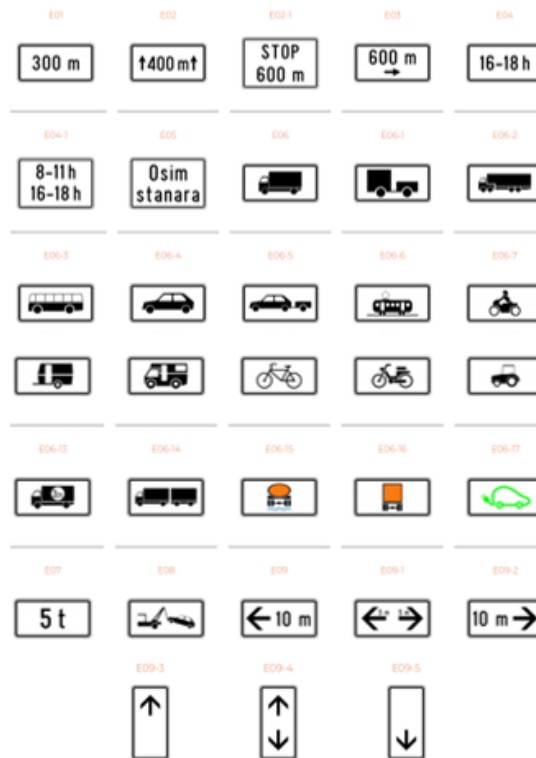 E01 E02 E02-1 E03 E04
300 m ↑400m↑ STOP 600 m → 16-18h
600 m
E04-1 E05 E06 E06-1 E06-2
8-11h Osim
16-18h stanara
E06-3 E06-4 E06-5 E06-6 E06-7
E06-13 E06-14 E06-15 E06-16 E06-17
E07 E08 E09 E09-1 E09-2
5 t ← 10 m ← → 10 m →
E09-3 E09-4 E09-5